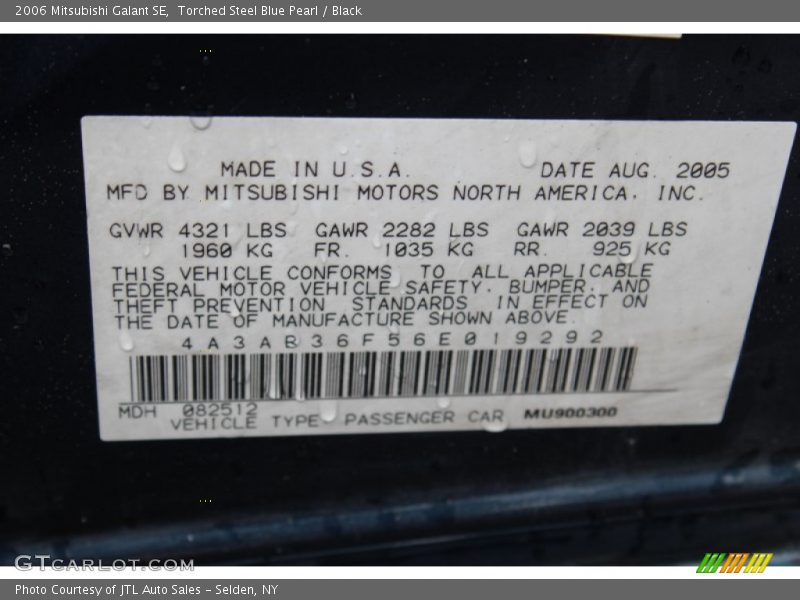 2006 Mitsubishi Galant SE, Torched Steel Blue Pearl / Black
MADE IN U.S.A. DATE AUG. 2005
MFD BY MITSUBISHI MOTORS NORTH AMERICA, INC.
GVWR 4321 LBS GAWR 2282 LBS GAWR 2039 LBS
1960 KG FR. 1035 KG RR. 925 KG
THIS VEHICLE CONFORMS TO ALL APPLICABLE
FEDERAL MOTOR VEHICLE SAFETY, BUMPER, AND
THEFT PREVENTION STANDARDS IN EFFECT ON
THE DATE OF MANUFACTURE SHOWN ABOVE.
4A3AB36F56E019292
MDH 082512
VEHICLE TYPE PASSENGER CAR MU900300
GTCARLOT.COM
Photo Courtesy of JTL Auto Sales - Selden, NY